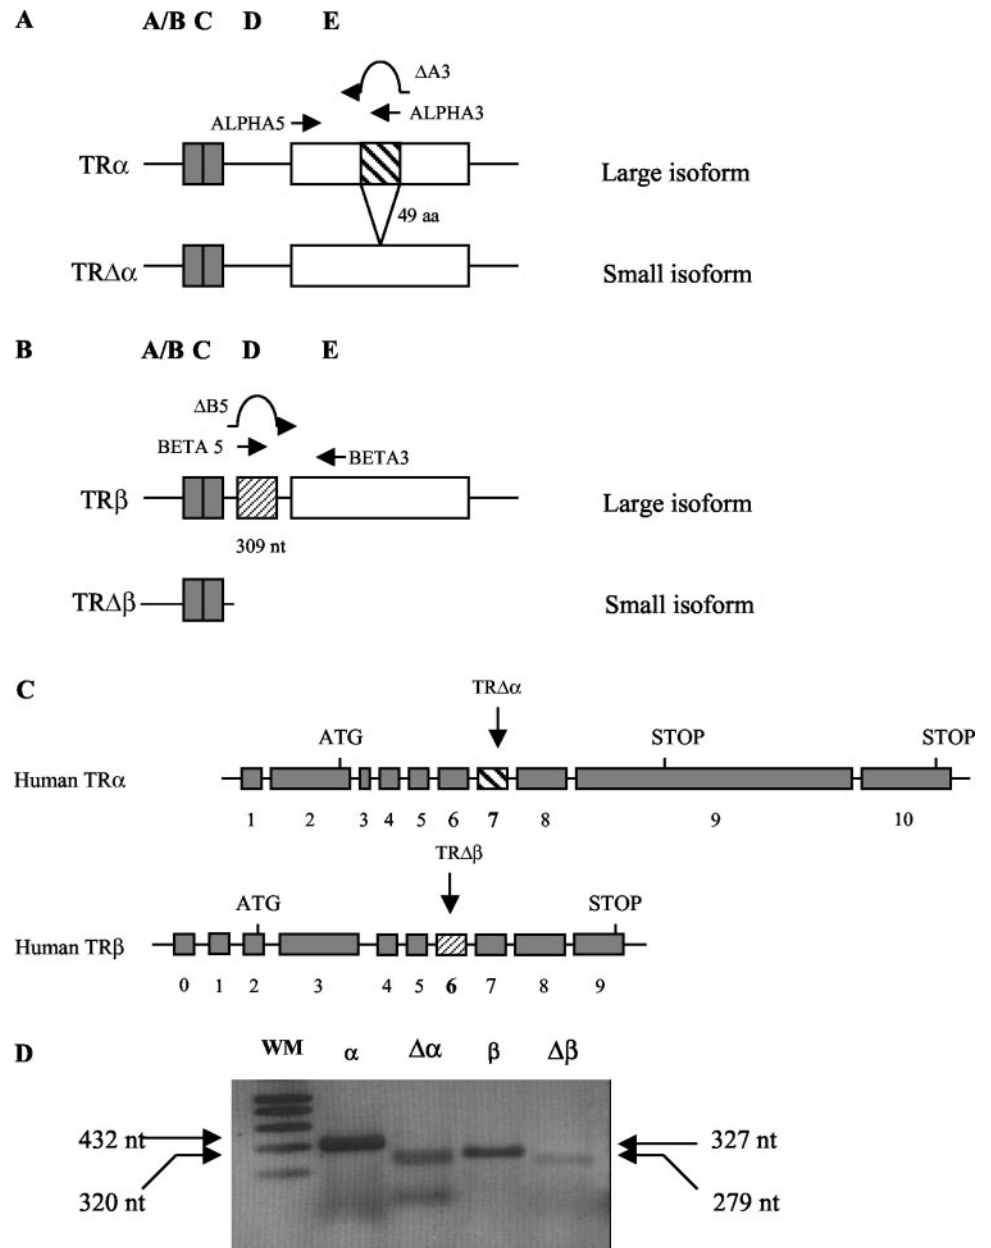 A A/B C D E
ΔA3
ALPHA5 ALPHA3
TRα Large isoform
49 aa
TRΔα Small isoform
B A/B C D E
ΔB5
BETA 5 BETA3
TRβ Large isoform
309 nt
TRΔβ Small isoform
C TRΔα
ATG STOP STOP
Human TRα
1 2 3 4 5 6 7 8 9 10
TRΔβ
ATG STOP
Human TRβ
0 1 2 3 4 5 6 7 8 9
D WM α Δα β Δβ
432 nt 327 nt
320 nt 279 nt